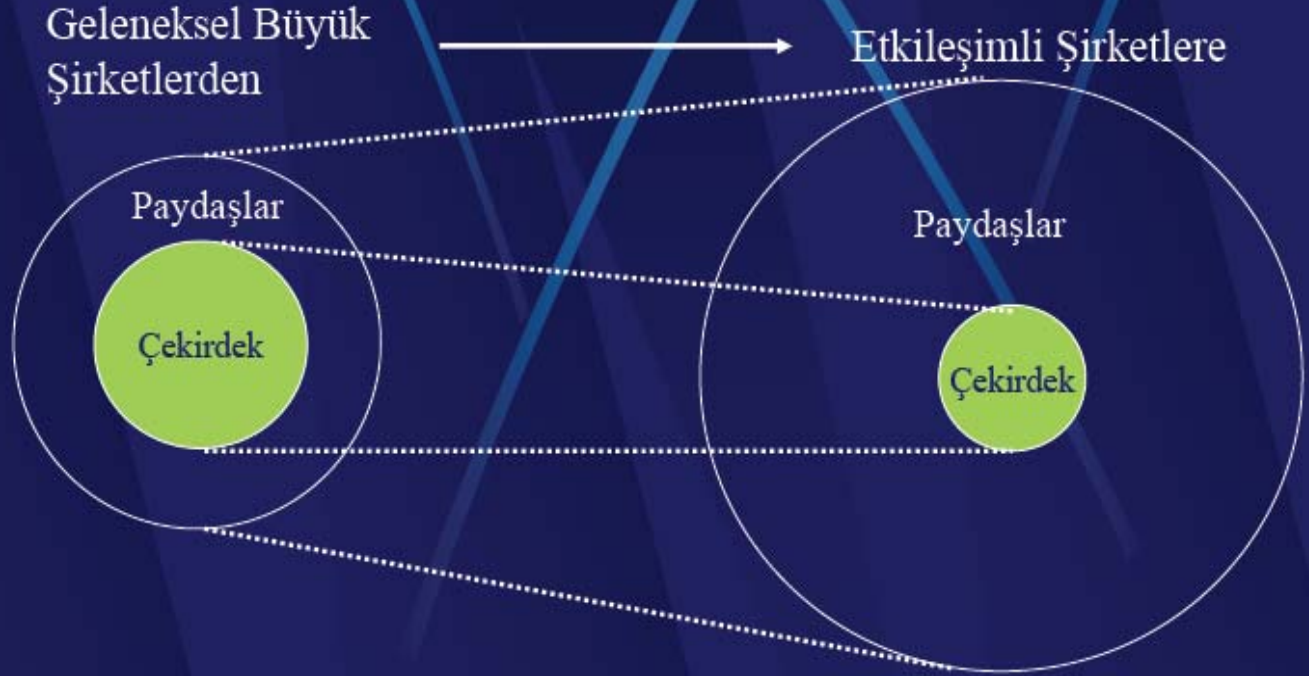 Geleneksel Büyük
Şirketlerden
Etkileşimli Şirketlere
Paydaşlar
Çekirdek
Paydaşlar
Çekirdek